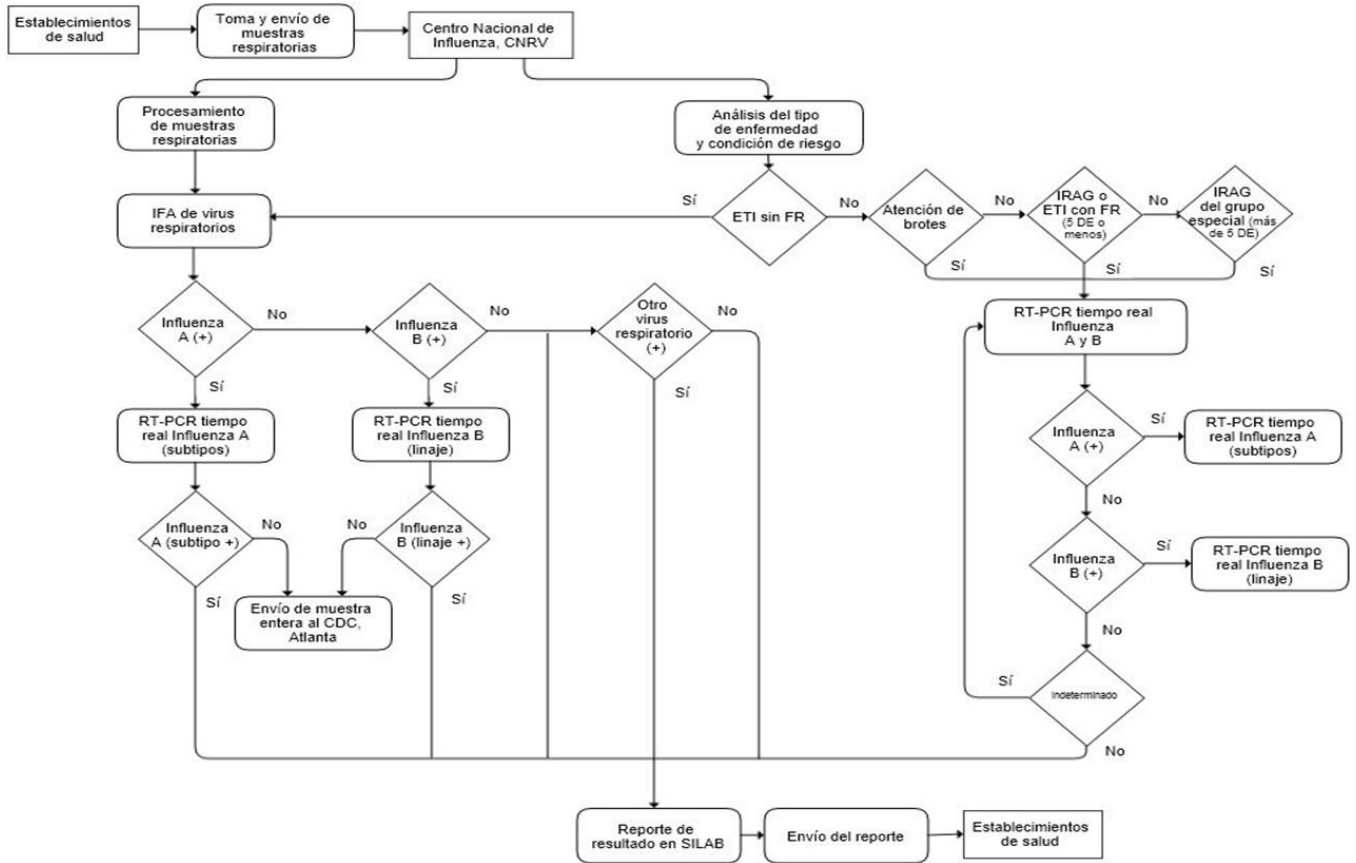 Establecimientos
de salud
Toma y envío de
muestras
respiratorias
Centro Nacional de
Influenza, CNRV
Procesamiento
de muestras
respiratorias
Análisis del tipo
de enfermedad
y condición de riesgo
IFA de virus
respiratorios
Sí
ETI sin FR
No
Atención de
brotes
No
IRAG o
ETI con FR
(5 DE o
menos)
No
IRAG
del grupo
especial (más
de 5 DE)
Sí
Sí
Sí
Influenza
A (+)
No
Influenza
B (+)
No
Otro
virus
respiratorio
(+)
No
RT-PCR tiempo real
Influenza
A y B
Sí
Sí
Sí
RT-PCR tiempo
real Influenza A
(subtipos)
RT-PCR tiempo
real Influenza B
(linaje)
Influenza
A (+)
Sí
RT-PCR tiempo
real Influenza A
(subtipos)
No
Influenza
A (subtipo +)
No
No
Influenza
B (linaje +)
Influenza
B (+)
Sí
RT-PCR tiempo
real Influenza B
(linaje)
Sí
Envío de muestra
entera al CDC,
Atlanta
Sí
No
Sí
Indeterminado
No
Reporte de
resultado en SILAB
Envío del reporte
Establecimientos
de salud